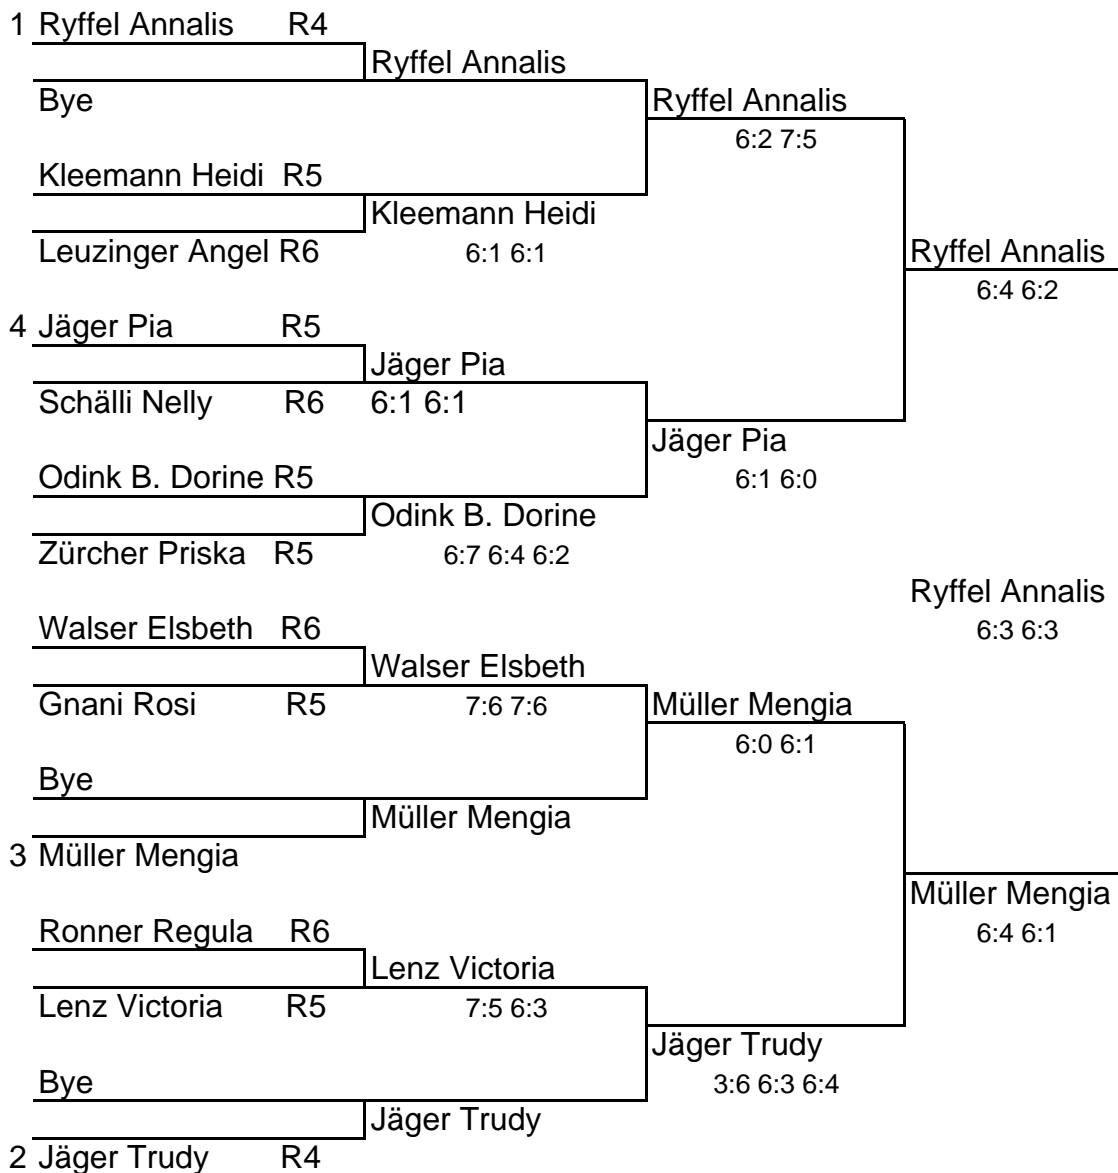 1 Ryffel Annalis R4
Ryffel Annalis
Bye
Ryffel Annalis
6:2 7:5
Kleemann Heidi R5
Kleemann Heidi
Leuzinger Angel R6
6:1 6:1
Ryffel Annalis
6:4 6:2
4 Jäger Pia R5
Jäger Pia
Schälli Nelly R6
6:1 6:1
Jäger Pia
6:1 6:0
Odink B. Dorine R5
Odink B. Dorine
Zürcher Priska R5
6:7 6:4 6:2
Ryffel Annalis
6:3 6:3
Walser Elsbeth R6
Walser Elsbeth
Gnani Rosi R5
7:6 7:6
Müller Mengia
6:0 6:1
Bye
Müller Mengia
3 Müller Mengia
Müller Mengia
6:4 6:1
Ronner Regula R6
Lenz Victoria
Lenz Victoria R5
7:5 6:3
Jäger Trudy
3:6 6:3 6:4
Bye
Jäger Trudy
2 Jäger Trudy R4